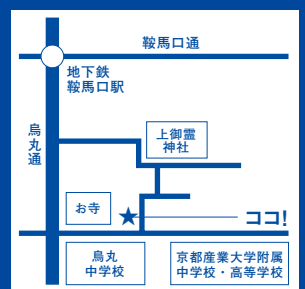 鞍馬口通
地下鉄
鞍馬口駅
烏丸通
上御霊
神社
お寺
ココ!
烏丸
中学校
京都産業大学附属
中学校・高等学校